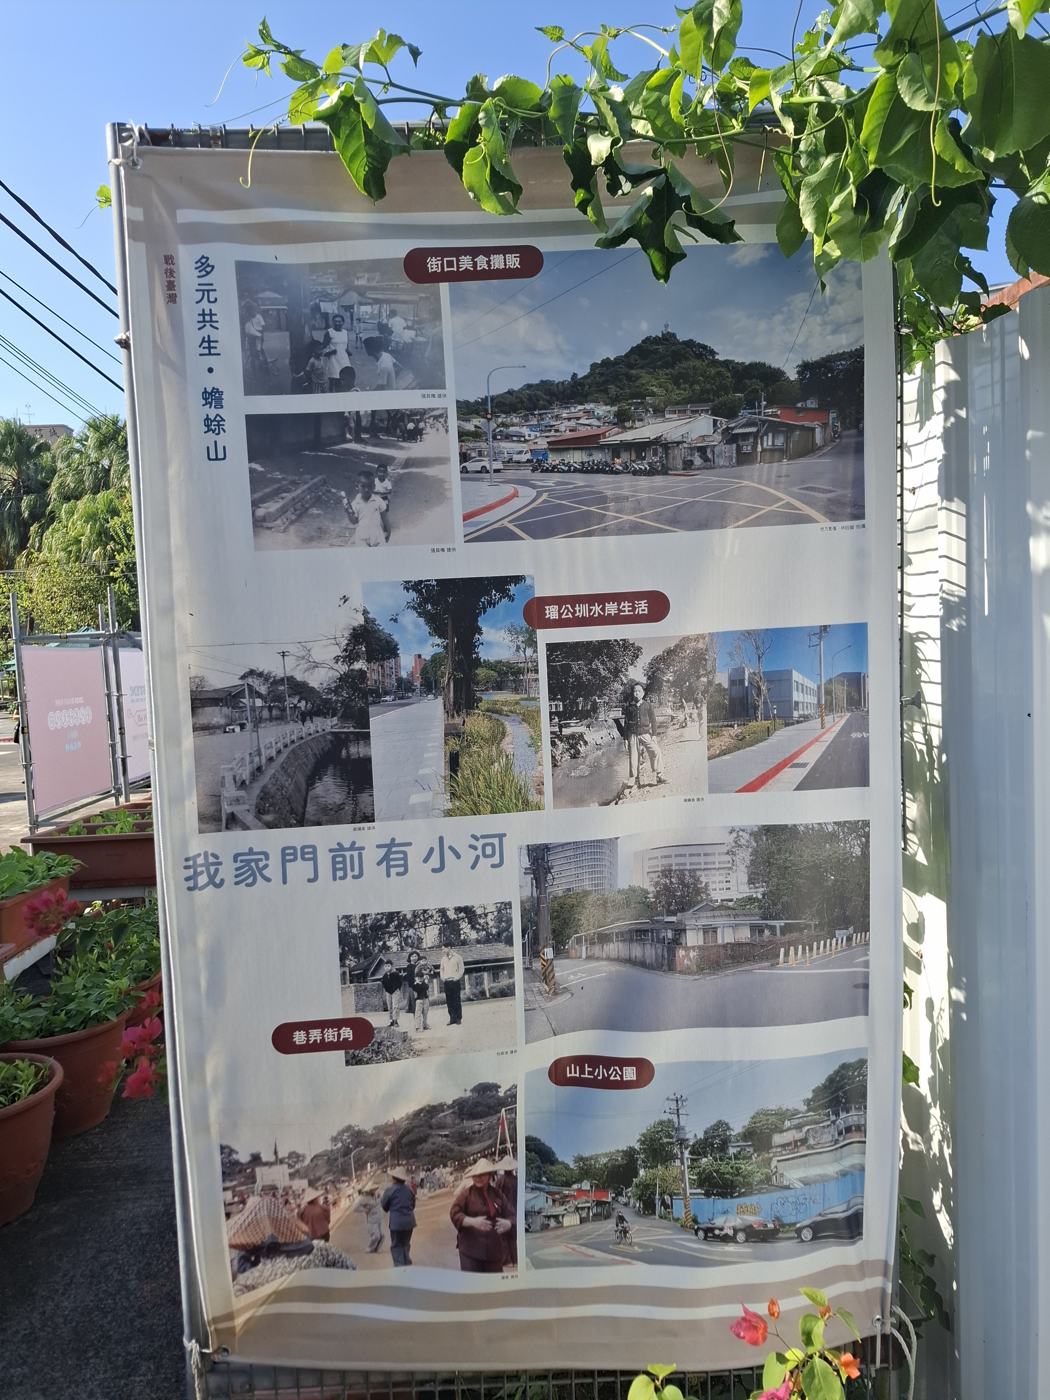 戰後臺灣
多元共生・蟾蜍山
街口美食攤販
瑠公圳水岸生活
我家門前有小河
巷弄街角
山上小公園